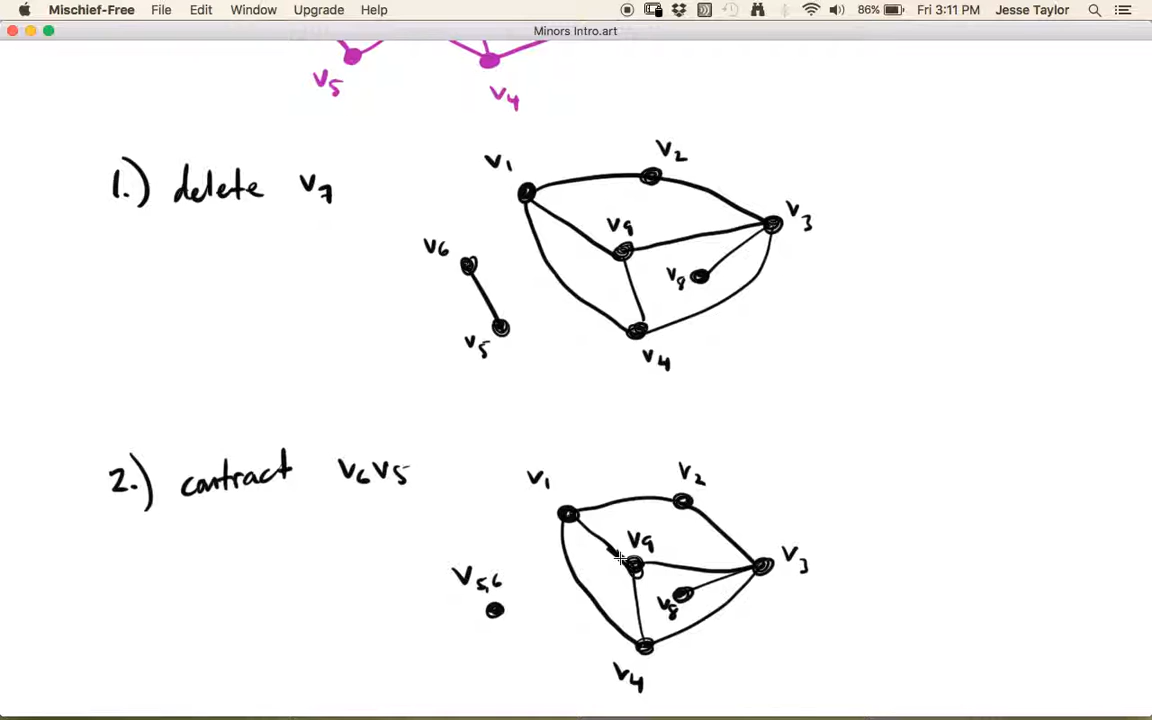 Mischief-Free File Edit Window Upgrade Help 86% Fri 3:11 PM Jesse Taylor
Minors Intro.art
v5
v4
1.) delete v7
v1
v2
v3
v9
v6
v8
v5
v4
2.) contract v6v5
v1
v2
v9
v3
v5,6
v8
v4